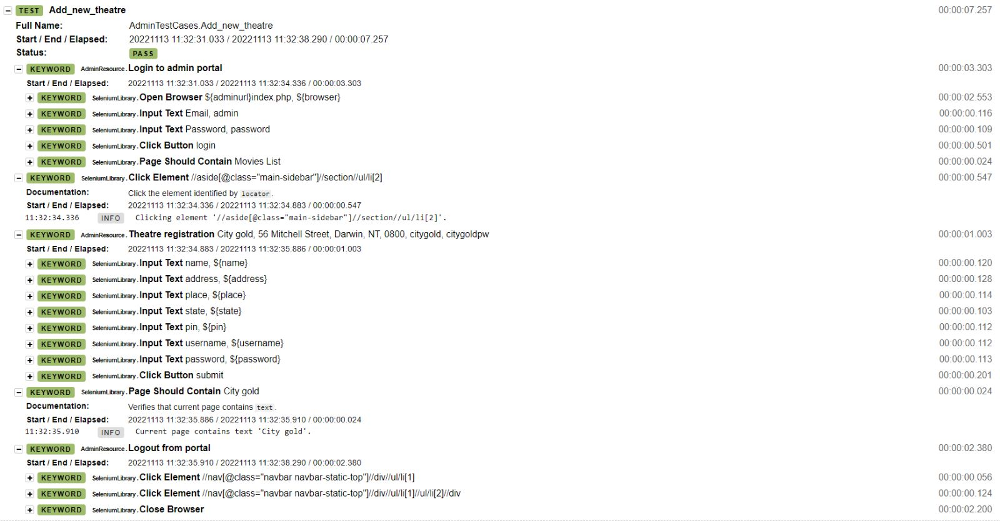 TEST Add_new_theatre 00:00:07.257
Full Name: AdminTestCases.Add_new_theatre
Start / End / Elapsed: 20221113 11:32:31.033 / 20221113 11:32:38.290 / 00:00:07.257
Status: PASS
KEYWORD AdminResource.Login to admin portal 00:00:03.303
Start / End / Elapsed: 20221113 11:32:31.033 / 20221113 11:32:34.336 / 00:00:03.303
KEYWORD SeleniumLibrary.Open Browser ${adminurl}index.php, ${browser} 00:00:02.553
KEYWORD SeleniumLibrary.Input Text Email, admin 00:00:00.116
KEYWORD SeleniumLibrary.Input Text Password, password 00:00:00.109
KEYWORD SeleniumLibrary.Click Button login 00:00:00.501
KEYWORD SeleniumLibrary.Page Should Contain Movies List 00:00:00.024
KEYWORD SeleniumLibrary.Click Element //aside[@class="main-sidebar"]//section//ul/li[2] 00:00:00.547
Documentation: Click the element identified by locator.
Start / End / Elapsed: 20221113 11:32:34.336 / 20221113 11:32:34.883 / 00:00:00.547
11:32:34.336 INFO Clicking element '//aside[@class="main-sidebar"]//section//ul/li[2]'.
KEYWORD AdminResource.Theatre registration City gold, 56 Mitchell Street, Darwin, NT, 0800, citygold, citygoldpw 00:00:01.003
Start / End / Elapsed: 20221113 11:32:34.883 / 20221113 11:32:35.886 / 00:00:01.003
KEYWORD SeleniumLibrary.Input Text name, ${name} 00:00:00.120
KEYWORD SeleniumLibrary.Input Text address, ${address} 00:00:00.128
KEYWORD SeleniumLibrary.Input Text place, ${place} 00:00:00.114
KEYWORD SeleniumLibrary.Input Text state, ${state} 00:00:00.103
KEYWORD SeleniumLibrary.Input Text pin, ${pin} 00:00:00.112
KEYWORD SeleniumLibrary.Input Text username, ${username} 00:00:00.112
KEYWORD SeleniumLibrary.Input Text password, ${password} 00:00:00.113
KEYWORD SeleniumLibrary.Click Button submit 00:00:00.201
KEYWORD SeleniumLibrary.Page Should Contain City gold 00:00:00.024
Documentation: Verifies that current page contains text.
Start / End / Elapsed: 20221113 11:32:35.886 / 20221113 11:32:35.910 / 00:00:00.024
11:32:35.910 INFO Current page contains text 'City gold'.
KEYWORD AdminResource.Logout from portal 00:00:02.380
Start / End / Elapsed: 20221113 11:32:35.910 / 20221113 11:32:38.290 / 00:00:02.380
KEYWORD SeleniumLibrary.Click Element //nav[@class="navbar navbar-static-top"]//div//ul/li[1] 00:00:00.056
KEYWORD SeleniumLibrary.Click Element //nav[@class="navbar navbar-static-top"]//div//ul/li[1]//ul/li[2]//div 00:00:00.124
KEYWORD SeleniumLibrary.Close Browser 00:00:02.200